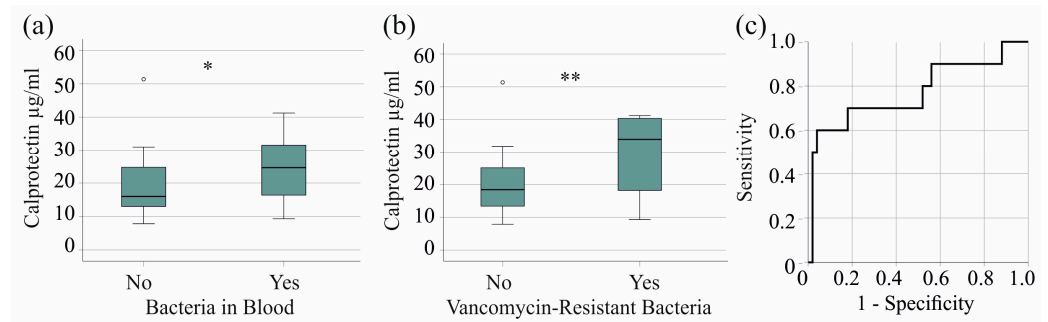 (a)
Calprotectin µg/ml
60
50
40
30
20
10
0
*
No
Yes
Bacteria in Blood
(b)
Calprotectin µg/ml
60
50
40
30
20
10
0
**
No
Yes
Vancomycin-Resistant Bacteria
(c)
Sensitivity
1.0
0.8
0.6
0.4
0.2
0
0 0.2 0.4 0.6 0.8 1.0
1 - Specificity